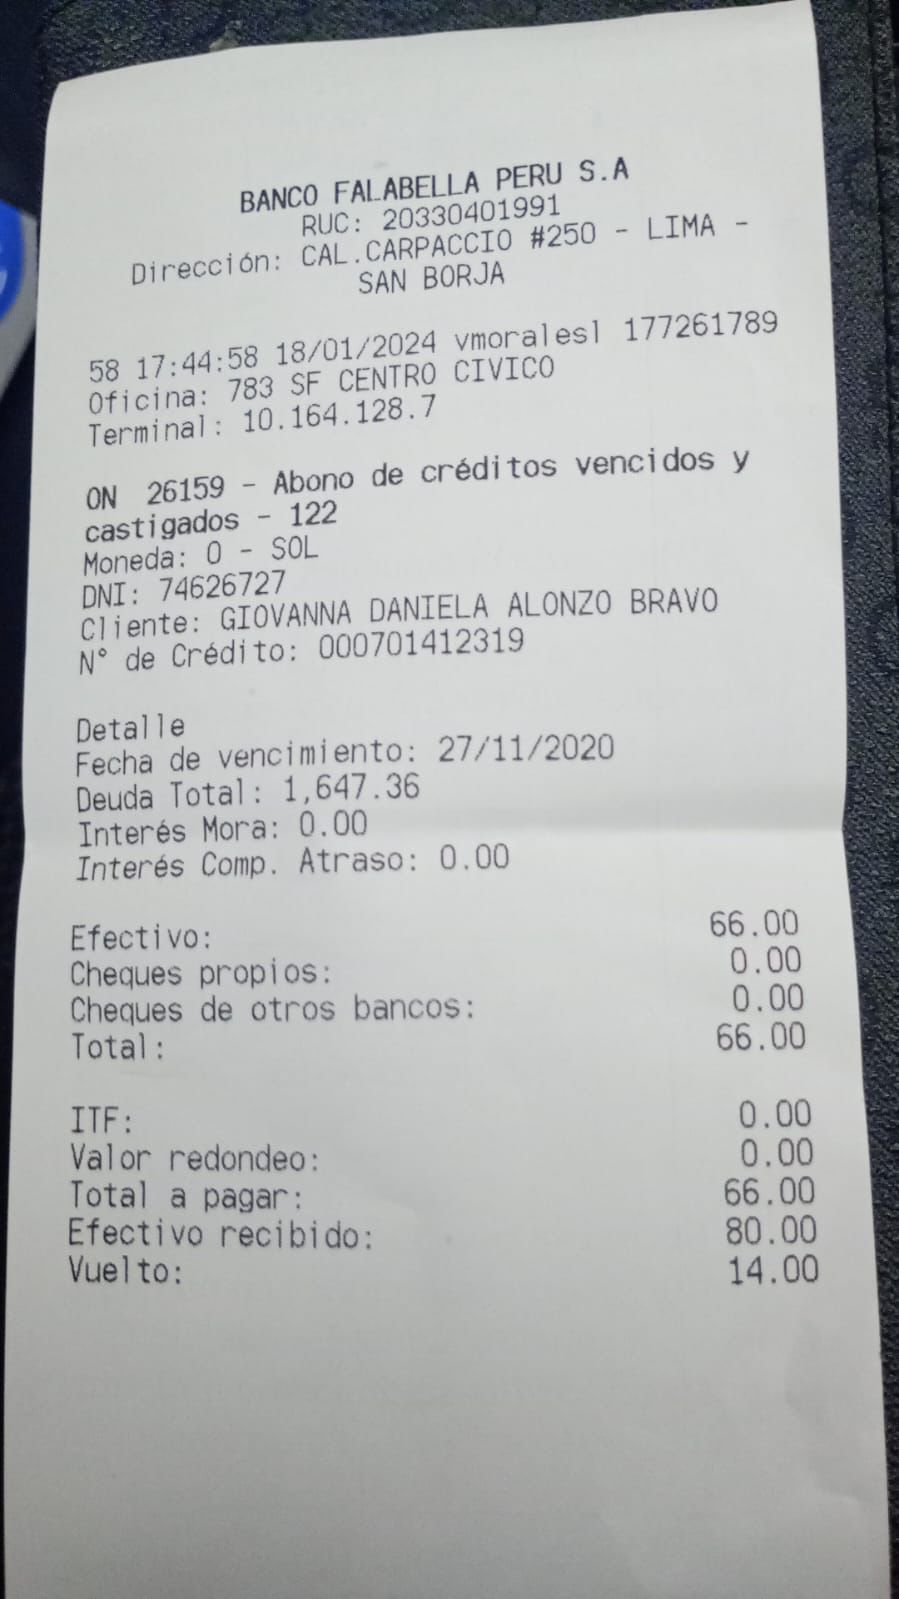 BANCO FALABELLA PERU S.A
RUC: 20330401991
Dirección: CAL.CARPACCIO #250 - LIMA -
SAN BORJA
58 17:44:58 18/01/2024 vmoralesl 177261789
Oficina: 783 SF CENTRO CIVICO
Terminal: 10.164.128.7
ON 26159 - Abono de créditos vencidos y
castigados - 122
Moneda: 0 - SOL
DNI: 74626727
Cliente: GIOVANNA DANIELA ALONZO BRAVO
N° de Crédito: 000701412319
Detalle
Fecha de vencimiento: 27/11/2020
Deuda Total: 1,647.36
Interés Mora: 0.00
Interés Comp. Atraso: 0.00
Efectivo: 66.00
Cheques propios: 0.00
Cheques de otros bancos: 0.00
Total: 66.00
ITF: 0.00
Valor redondeo: 0.00
Total a pagar: 66.00
Efectivo recibido: 80.00
Vuelto: 14.00